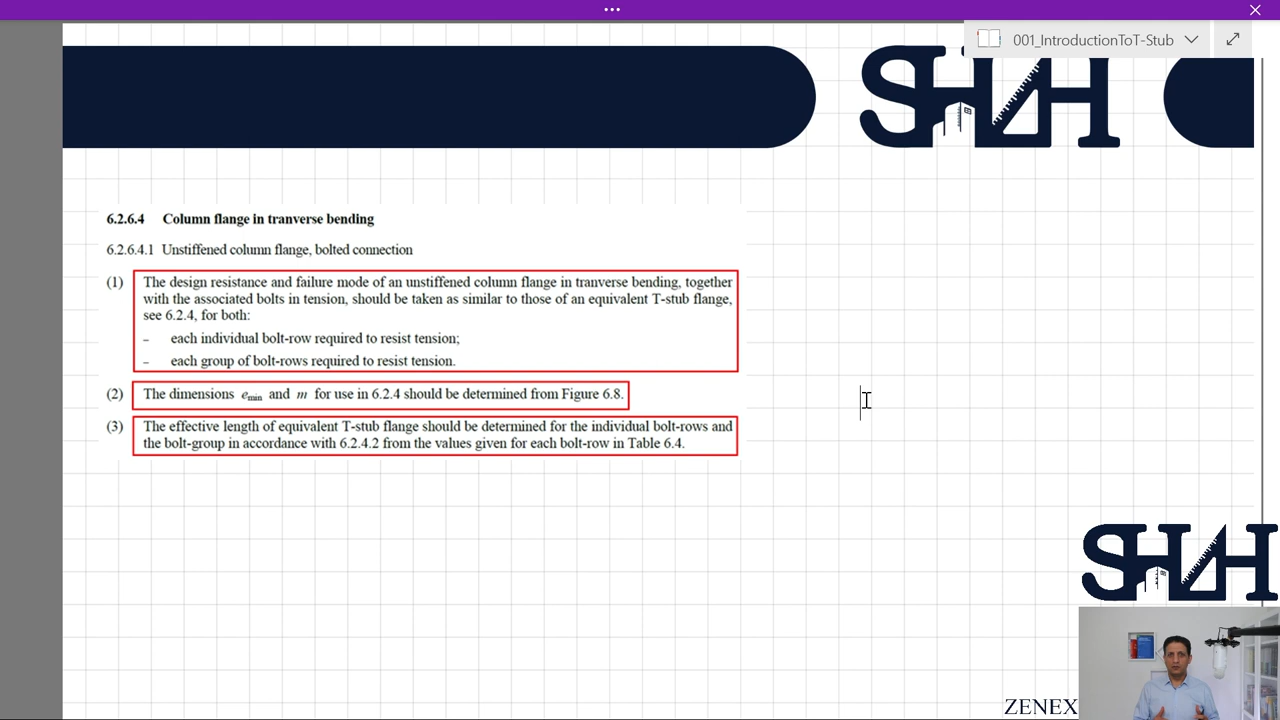 001_IntroductionToT-Stub
SHZH
6.2.6.4 Column flange in tranverse bending
6.2.6.4.1 Unstiffened column flange, bolted connection
(1) The design resistance and failure mode of an unstiffened column flange in tranverse bending, together
with the associated bolts in tension, should be taken as similar to those of an equivalent T-stub flange,
see 6.2.4, for both:
– each individual bolt-row required to resist tension;
– each group of bolt-rows required to resist tension.
(2) The dimensions emin and m for use in 6.2.4 should be determined from Figure 6.8.
(3) The effective length of equivalent T-stub flange should be determined for the individual bolt-rows and
the bolt-group in accordance with 6.2.4.2 from the values given for each bolt-row in Table 6.4.
SHZH
ZENEX